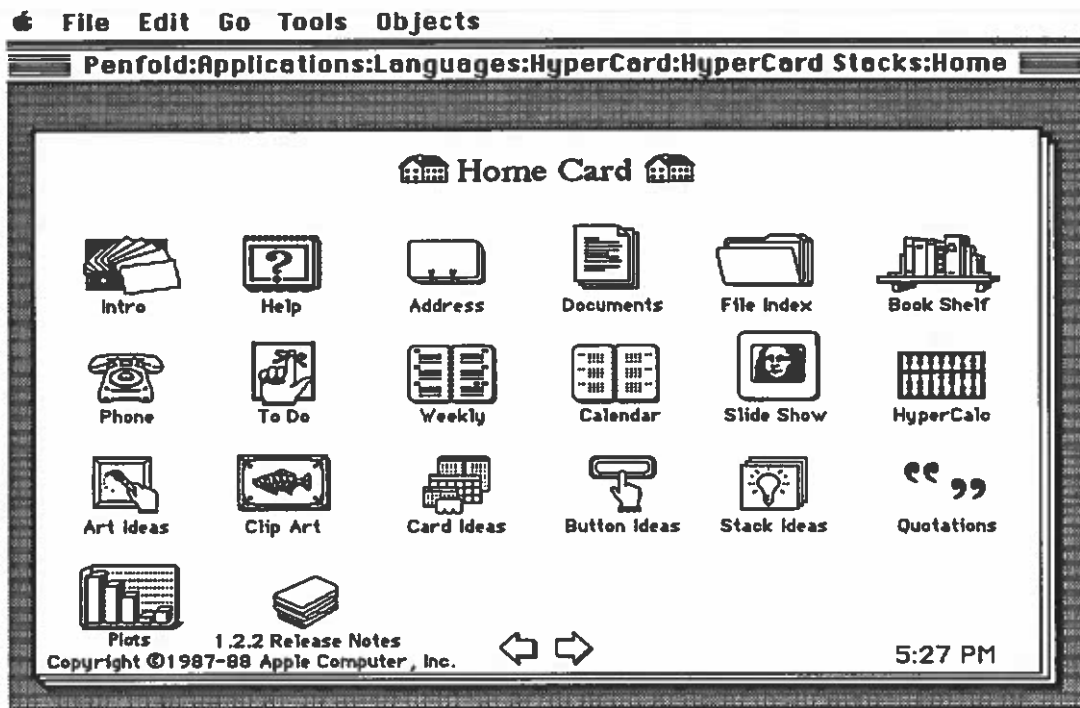 File Edit Go Tools Objects
Penfold:Applications:Languages:HyperCard:HyperCard Stacks:Home
Home Card
Intro Help Address Documents File Index Book Shelf
Phone To Do Weekly Calendar Slide Show HyperCalc
Art Ideas Clip Art Card Ideas Button Ideas Stack Ideas Quotations
Plots 1.2.2 Release Notes
Copyright ©1987-88 Apple Computer, Inc. 5:27 PM